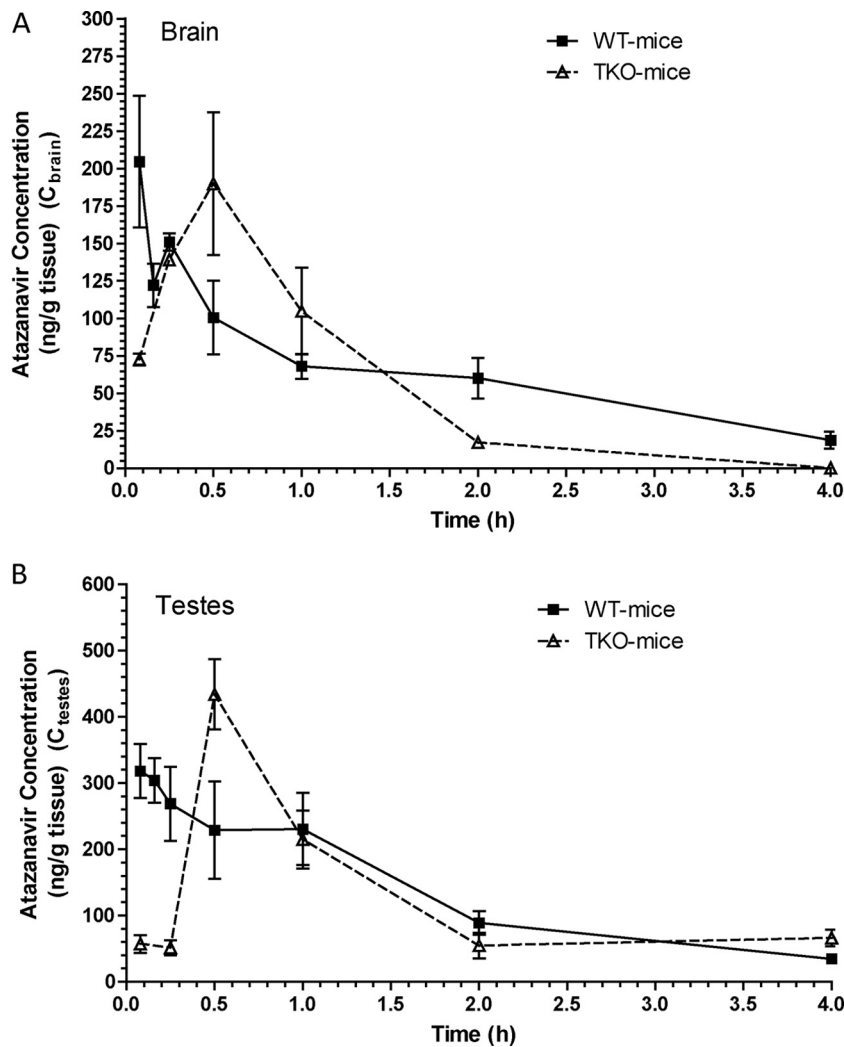 A
Brain
WT-mice
TKO-mice
Atazanavir Concentration
(ng/g tissue) (C_brain)
300
275
250
225
200
175
150
125
100
75
50
25
0
0.0 0.5 1.0 1.5 2.0 2.5 3.0 3.5 4.0
Time (h)
B
Testes
WT-mice
TKO-mice
Atazanavir Concentration
(ng/g tissue) (C_testes)
600
500
400
300
200
100
0
0.0 0.5 1.0 1.5 2.0 2.5 3.0 3.5 4.0
Time (h)